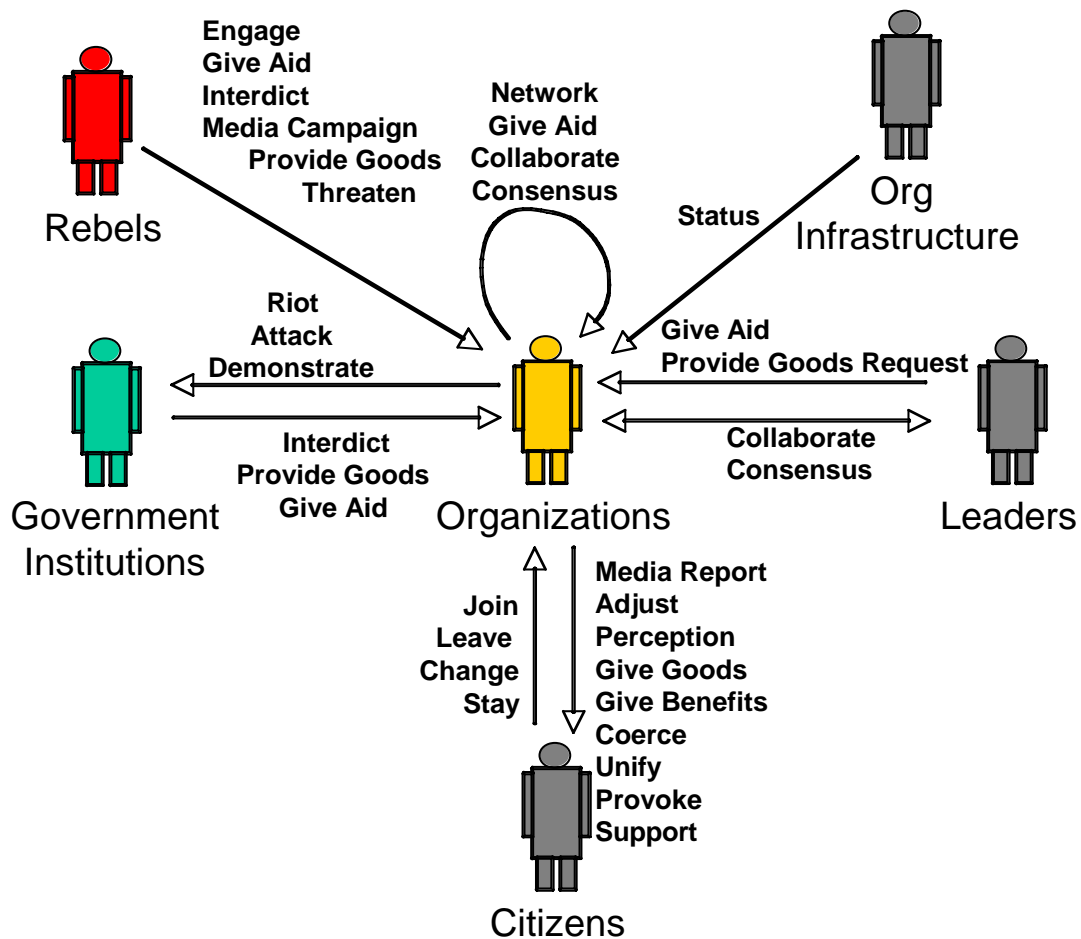 Engage
Give Aid
Interdict
Media Campaign
Provide Goods
Threaten
Rebels
Network
Give Aid
Collaborate
Consensus
Status
Org
Infrastructure
Riot
Attack
Demonstrate
Interdict
Provide Goods
Give Aid
Government
Institutions
Organizations
Give Aid
Provide Goods Request
Collaborate
Consensus
Leaders
Join
Leave
Change
Stay
Media Report
Adjust
Perception
Give Goods
Give Benefits
Coerce
Unify
Provoke
Support
Citizens